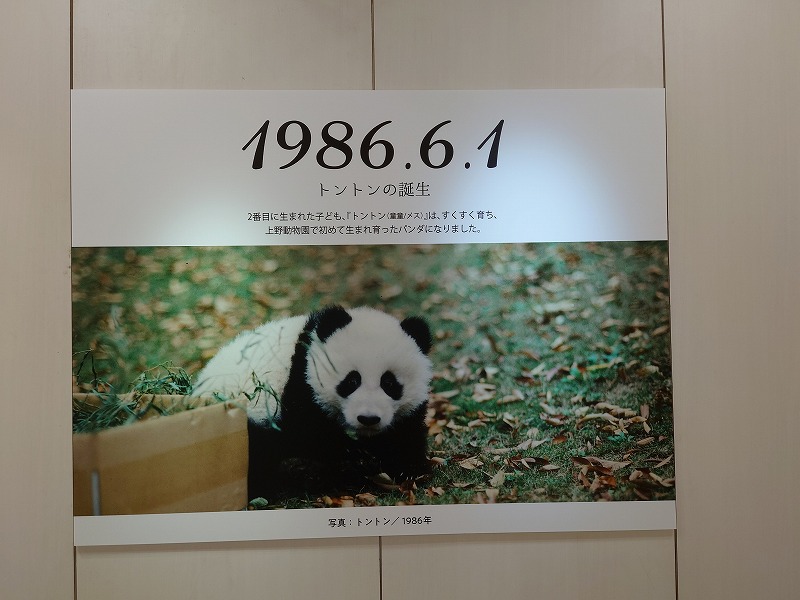 1986.6.1
トントンの誕生
2番目に生まれた子ども、『トントン(童童/メス)』は、すくすく育ち、
上野動物園で初めて生まれ育ったパンダになりました。
写真：トントン／1986年